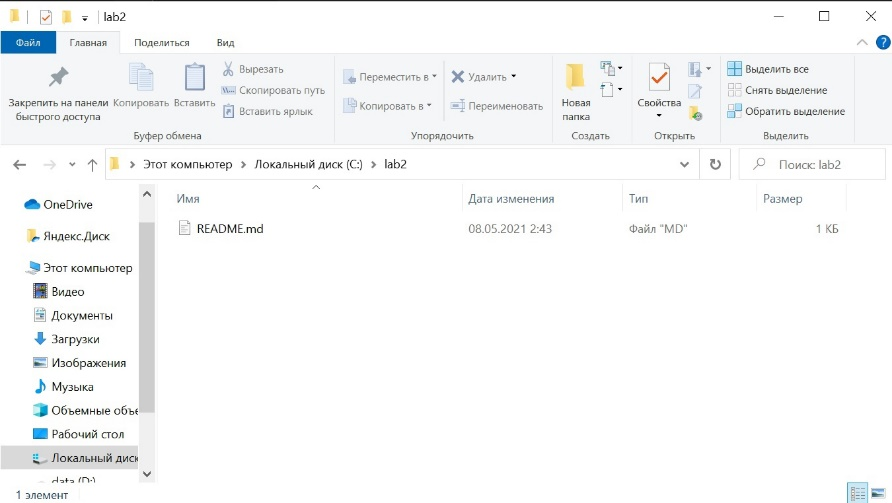 lab2
Файл Главная Поделиться Вид
Закрепить на панели быстрого доступа
Копировать
Вставить
Вырезать
Скопировать путь
Вставить ярлык
Буфер обмена
Переместить в
Копировать в
Удалить
Переименовать
Упорядочить
Новая папка
Создать
Свойства
Открыть
Выделить все
Снять выделение
Обратить выделение
Выделить
Этот компьютер > Локальный диск (C:) > lab2
Поиск: lab2
Имя Дата изменения Тип Размер
README.md 08.05.2021 2:43 Файл "MD" 1 КБ
OneDrive
Яндекс.Диск
Этот компьютер
Видео
Документы
Загрузки
Изображения
Музыка
Объемные объе
Рабочий стол
Локальный диск
data (D:)
1 элемент